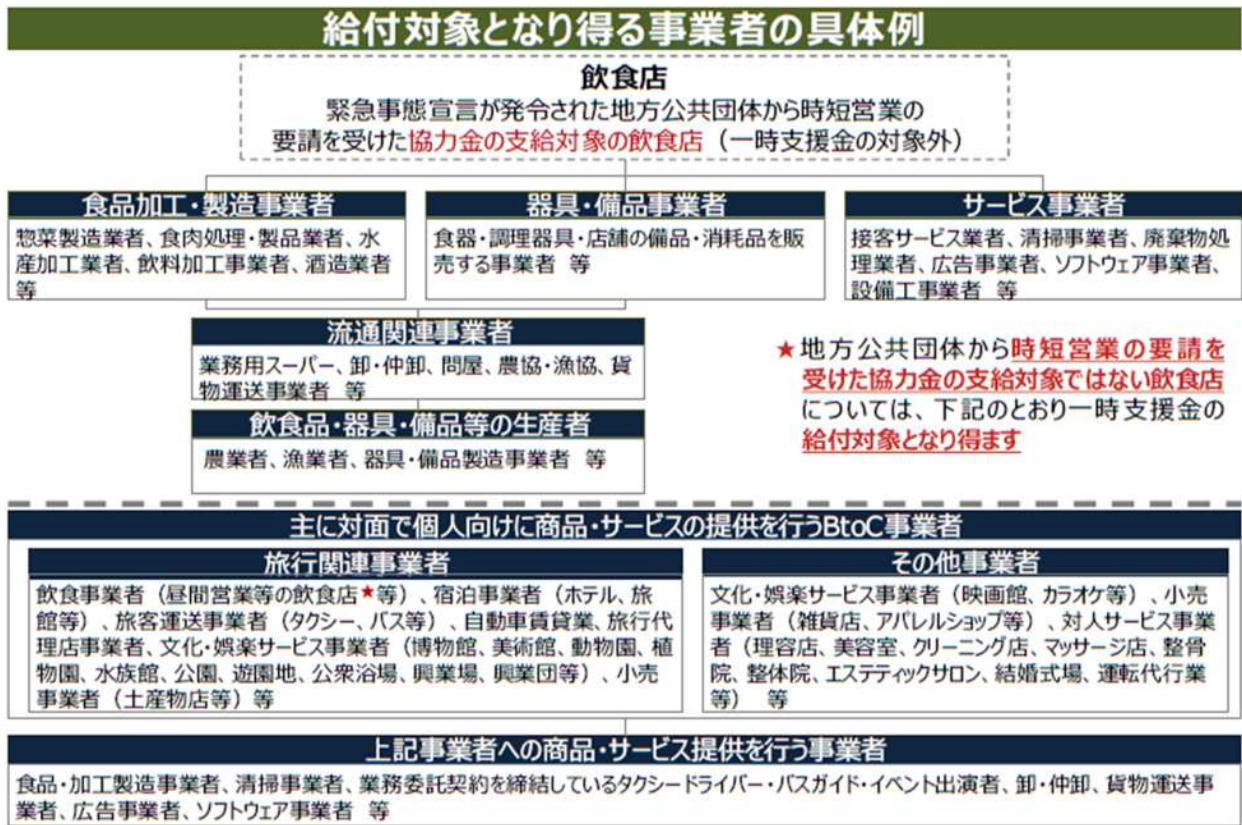 給付対象となり得る事業者の具体例
飲食店
緊急事態宣言が発令された地方公共団体から時短営業の
要請を受けた協力金の支給対象の飲食店（一時支援金の対象外）
食品加工・製造事業者
惣菜製造業者、食肉処理・製品業者、水
産加工業者、飲料加工事業者、酒造業者
等
器具・備品事業者
食器・調理器具・店舗の備品・消耗品を販
売する事業者 等
サービス事業者
接客サービス業者、清掃事業者、廃棄物処
理業者、広告事業者、ソフトウェア事業者、
設備工事業者 等
流通関連事業者
業務用スーパー、卸・仲卸、問屋、農協・漁協、貨
物運送事業者 等
飲食品・器具・備品等の生産者
農業者、漁業者、器具・備品製造事業者 等
★地方公共団体から時短営業の要請を
受けた協力金の支給対象ではない飲食店
については、下記のとおり一時支援金の
給付対象となり得ます
主に対面で個人向けに商品・サービスの提供を行うBtoC事業者
旅行関連事業者
飲食事業者（昼間営業等の飲食店★等）、宿泊事業者（ホテル、旅
館等）、旅客運送事業者（タクシー、バス等）、自動車賃貸業、旅行代
理店事業者、文化・娯楽サービス事業者（博物館、美術館、動物園、植
物園、水族館、公園、遊園地、公衆浴場、興業場、興業団等）、小売
事業者（土産物店等）等
その他事業者
文化・娯楽サービス事業者（映画館、カラオケ等）、小売
事業者（雑貨店、アパレルショップ等）、対人サービス事業
者（理容店、美容室、クリーニング店、マッサージ店、整骨
院、整体院、エステティックサロン、結婚式場、運転代行業
等） 等
上記事業者への商品・サービス提供を行う事業者
食品・加工製造事業者、清掃事業者、業務委託契約を締結しているタクシードライバー・バスガイド・イベント出演者、卸・仲卸、貨物運送事
業者、広告事業者、ソフトウェア事業者 等